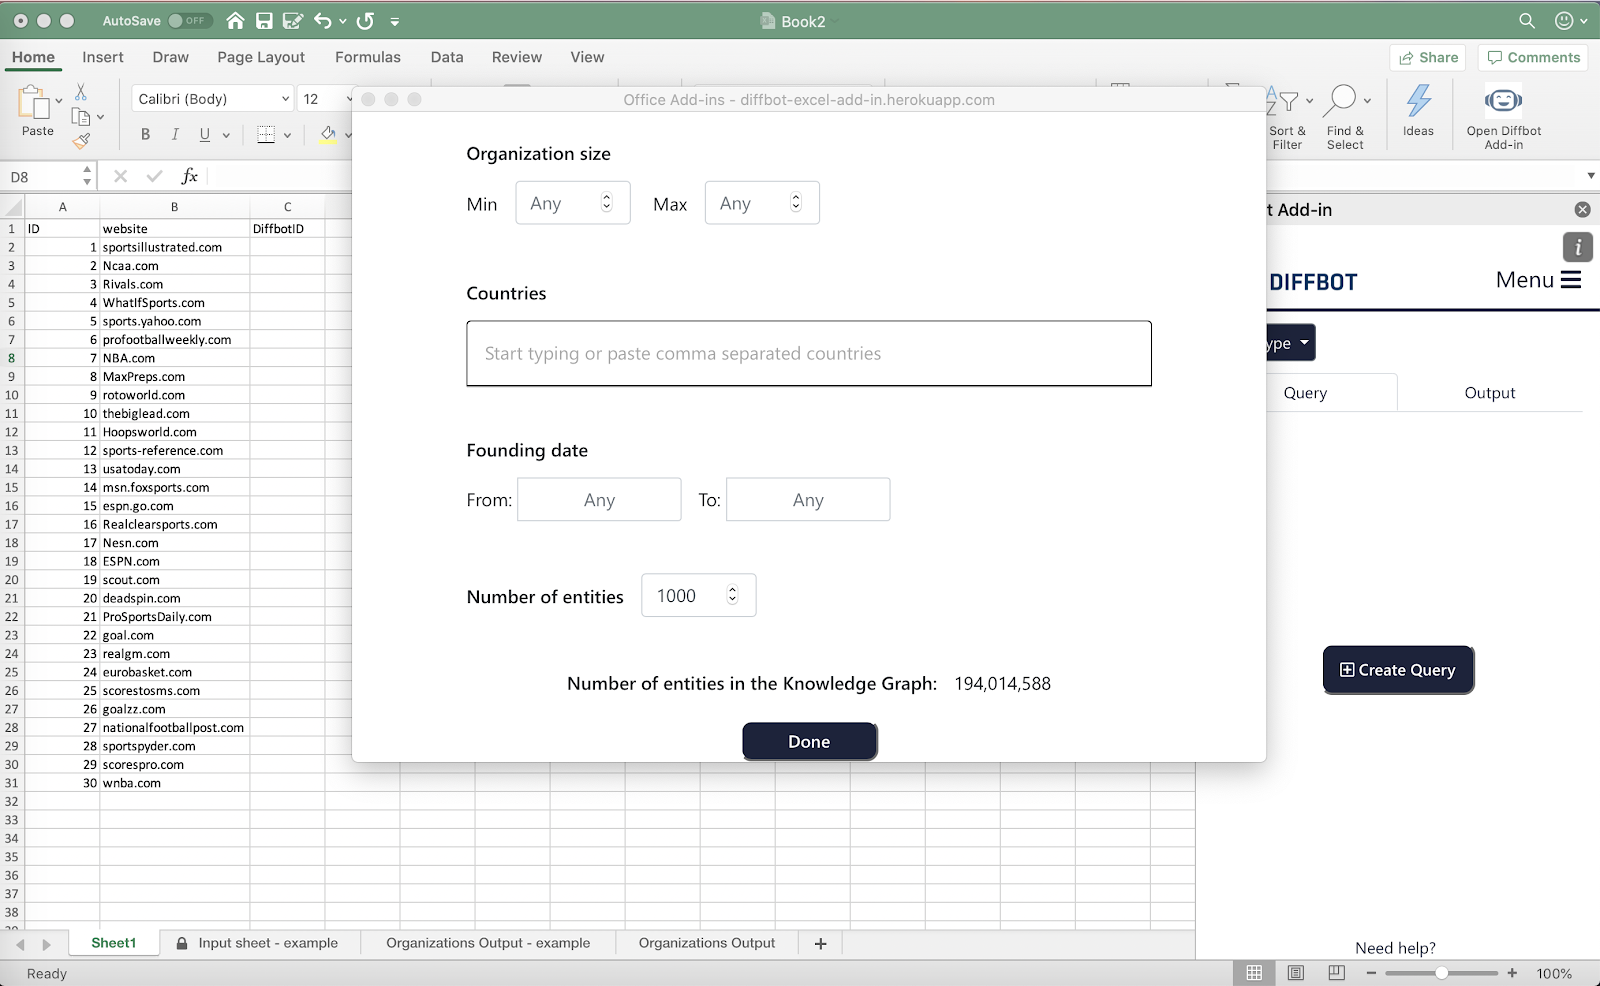 AutoSave OFF
Book2
Home Insert Draw Page Layout Formulas Data Review View
Share Comments
Paste
Calibri (Body) 12
B I U
Sort & Filter
Find & Select
Ideas
Open Diffbot Add-in
D8 fx
Office Add-ins - diffbot-excel-add-in.herokuapp.com
Organization size
Min Any Max Any
Countries
Start typing or paste comma separated countries
Founding date
From: Any To: Any
Number of entities 1000
Number of entities in the Knowledge Graph: 194,014,588
Done
A B C
1 ID website DiffbotID
2 1 sportsillustrated.com
3 2 Ncaa.com
4 3 Rivals.com
5 4 WhatIfSports.com
6 5 sports.yahoo.com
7 6 profootballweekly.com
8 7 NBA.com
9 8 MaxPreps.com
10 9 rotoworld.com
11 10 thebiglead.com
12 11 Hoopsworld.com
13 12 sports-reference.com
14 13 usatoday.com
15 14 msn.foxsports.com
16 15 espn.go.com
17 16 Realclearsports.com
18 17 Nesn.com
19 18 ESPN.com
20 19 scout.com
21 20 deadspin.com
22 21 ProSportsDaily.com
23 22 goal.com
24 23 realgm.com
25 24 eurobasket.com
26 25 scorestosms.com
27 26 goalzz.com
28 27 nationalfootballpost.com
29 28 sportspyder.com
30 29 scorespro.com
31 30 wnba.com
32
33
34
35
36
37
38
t Add-in
i
DIFFBOT
Menu
ype
Query Output
Create Query
Need help?
Sheet1 Input sheet - example Organizations Output - example Organizations Output +
Ready
− + 100%